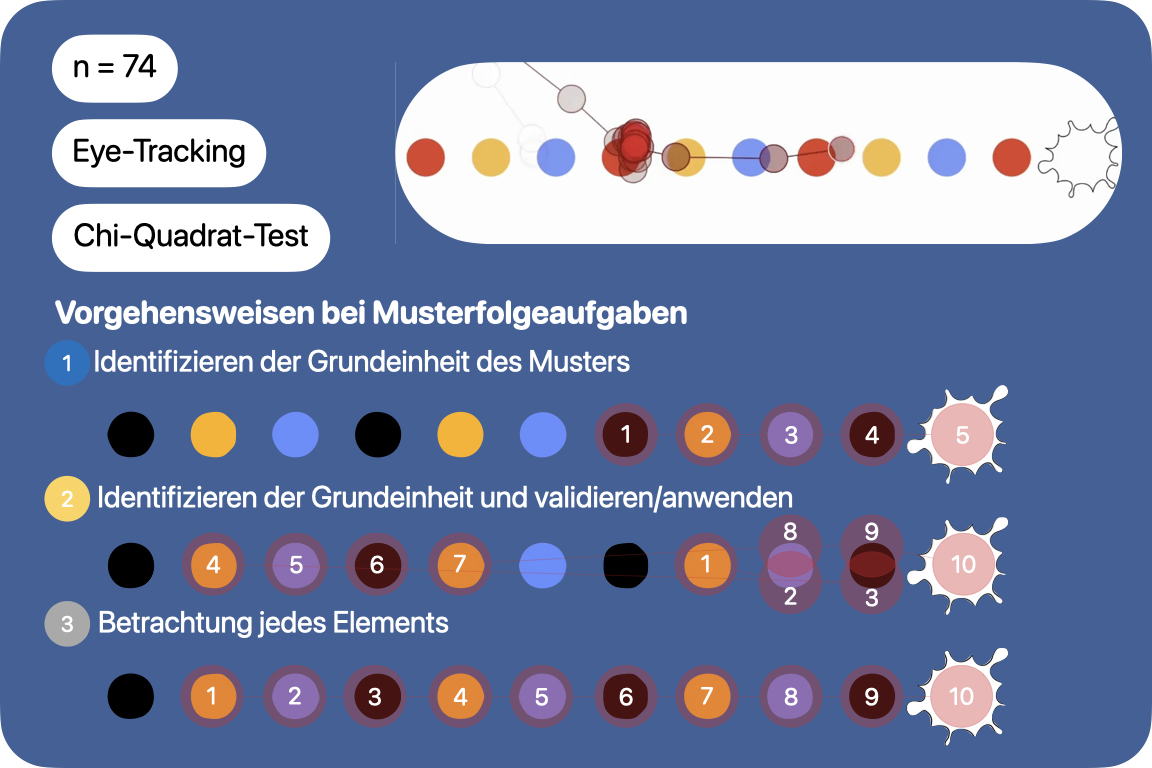 n = 74
Eye-Tracking
Chi-Quadrat-Test
Vorgehensweisen bei Musterfolgeaufgaben
1 Identifizieren der Grundeinheit des Musters
1 2 3 4 5
2 Identifizieren der Grundeinheit und validieren/anwenden
8 9
4 5 6 7 1 10
2 3
3 Betrachtung jedes Elements
1 2 3 4 5 6 7 8 9 10